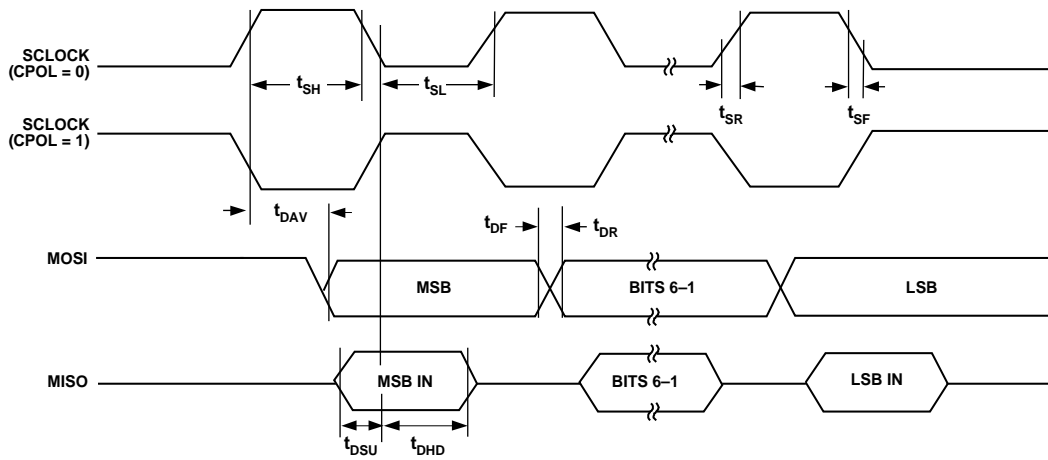 SCLOCK
(CPOL = 0)
tSH
tSL
tSR
tSF
SCLOCK
(CPOL = 1)
tDAV
tDF
tDR
MOSI
MSB
BITS 6–1
LSB
MISO
MSB IN
BITS 6–1
LSB IN
tDSU
tDHD